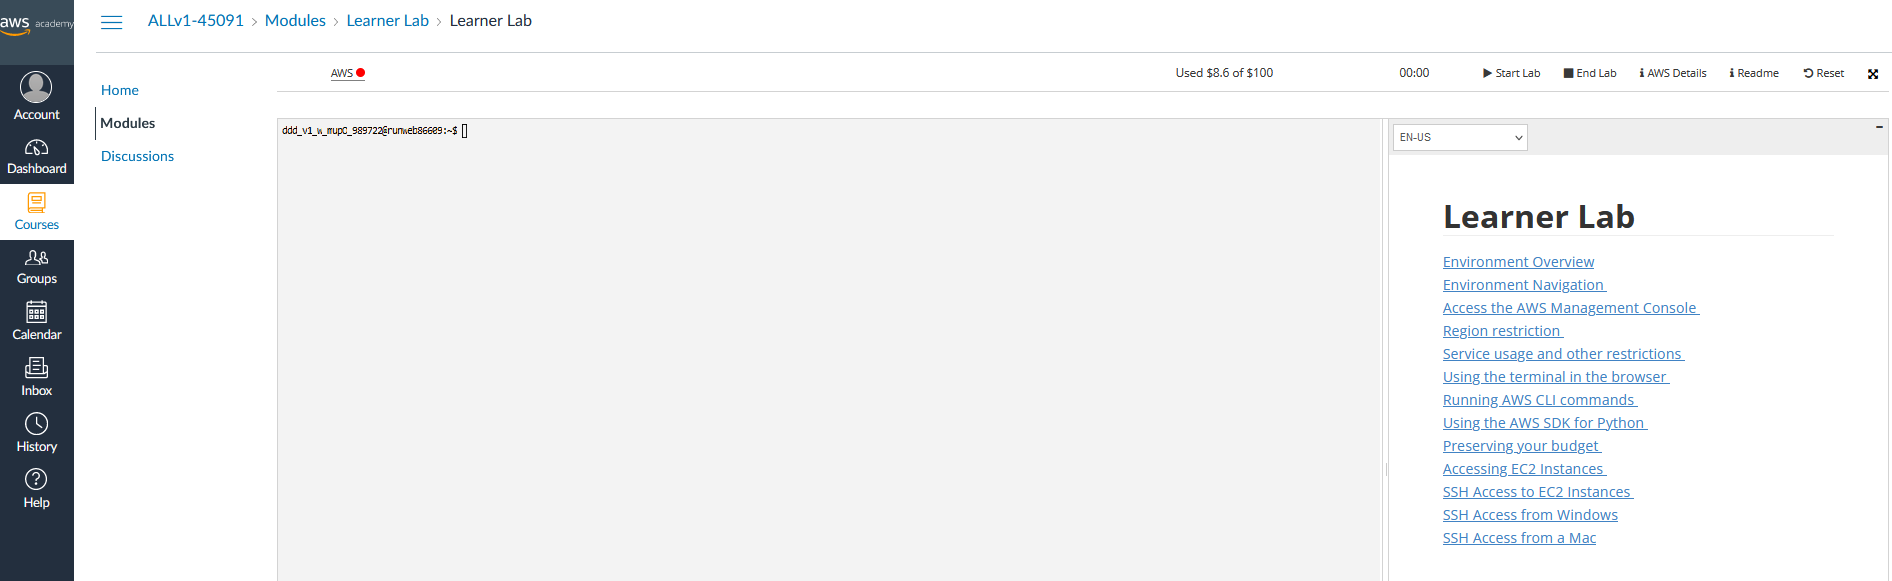 aws academy
ALLv1-45091 > Modules > Learner Lab > Learner Lab
Account
Dashboard
Courses
Groups
Calendar
Inbox
History
Help
Home
Modules
Discussions
AWS
Used $8.6 of $100
00:00
Start Lab
End Lab
AWS Details
Readme
Reset
ddd_v1_w_mupO_989722@runweb86609:~$
EN-US
Learner Lab
Environment Overview
Environment Navigation
Access the AWS Management Console
Region restriction
Service usage and other restrictions
Using the terminal in the browser
Running AWS CLI commands
Using the AWS SDK for Python
Preserving your budget
Accessing EC2 Instances
SSH Access to EC2 Instances
SSH Access from Windows
SSH Access from a Mac